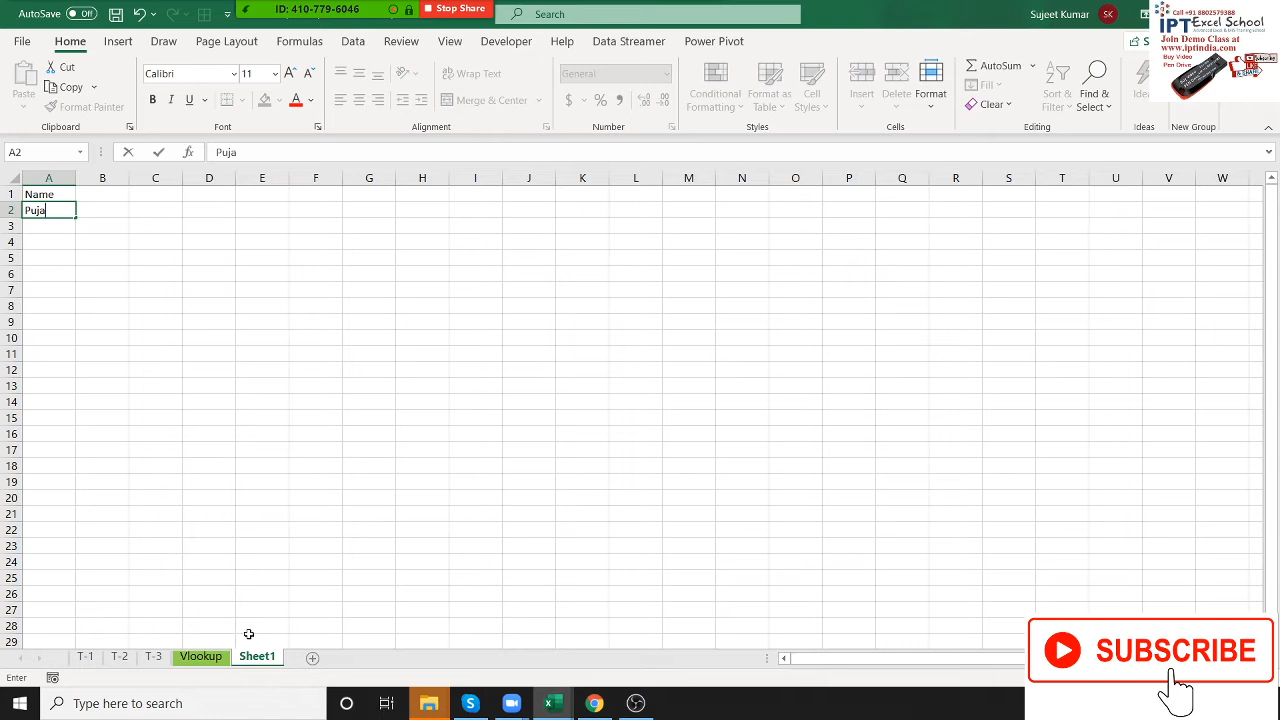 AutoSave Off
ID: 410-779-6046 Stop Share
Search
Sujeet Kumar SK
Call +91 8802579388
IPT Excel School
Join Demo Class at
www.iptindia.com
Buy Video
Pen Drive
File Home Insert Draw Page Layout Formulas Data Review View Developer Help Data Streamer Power Pivot
Paste Cut Copy Clipboard
Calibri 11 A A B I U A Font
Wrap Text Merge & Center Alignment
General $ % Number
Conditional Formatting Format as Table Cell Styles Styles
Insert Delete Format Cells
AutoSum Fill Clear Sort & Filter Find & Select Editing
Ideas Ideas
New Group
A2 fx Puja
A B C D E F G H I J K L M N O P Q R S T U V W
1 Name
2 Puja
3
4
5
6
7
8
9
10
11
12
13
14
15
16
17
18
19
20
21
22
23
24
25
26
27
28
29
T-1 T-2 T-3 Vlookup Sheet1
Enter
SUBSCRIBE
Type here to search